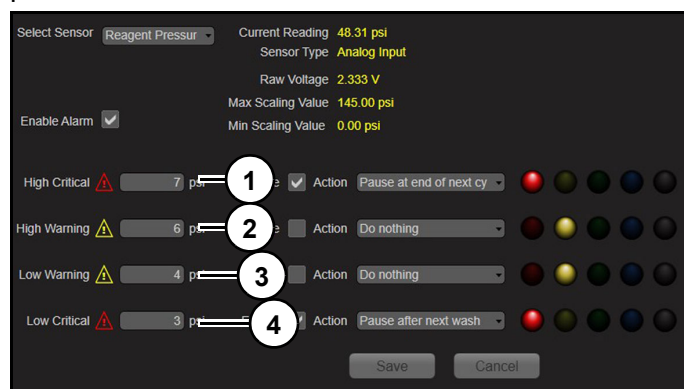 Select Sensor Reagent Pressur Current Reading 48.31 psi
Sensor Type Analog Input
Raw Voltage 2.333 V
Max Scaling Value 145.00 psi
Enable Alarm Min Scaling Value 0.00 psi
High Critical 7 psi 1 Action Pause at end of next cy
High Warning 6 psi 2 Action Do nothing
Low Warning 4 psi 3 Action Do nothing
Low Critical 3 psi 4 Action Pause after next wash
Save Cancel